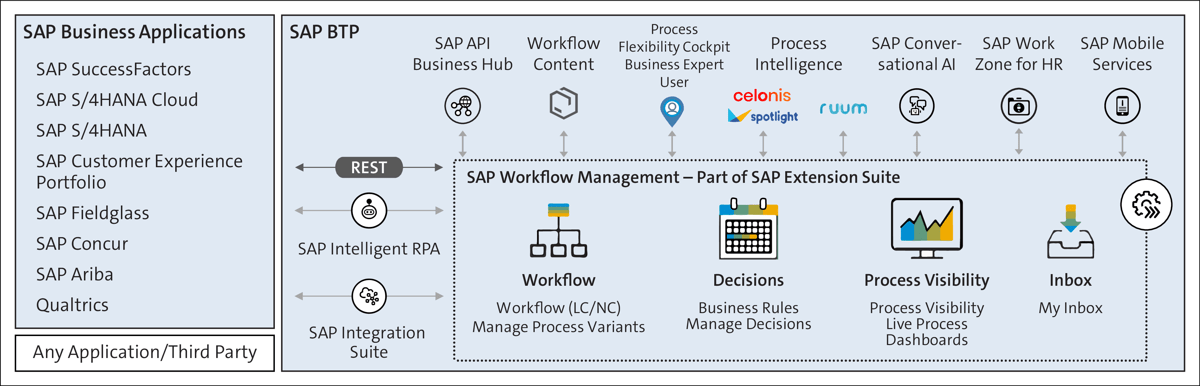 SAP Business Applications
SAP SuccessFactors
SAP S/4HANA Cloud
SAP S/4HANA
SAP Customer Experience
Portfolio
SAP Fieldglass
SAP Concur
SAP Ariba
Qualtrics
Any Application/Third Party
SAP BTP
SAP API
Business Hub
Workflow
Content
Process
Flexibility Cockpit
Business Expert
User
Process
Intelligence
celonis
spotlight
ruum
SAP Conver-
sational AI
SAP Work
Zone for HR
SAP Mobile
Services
REST
SAP Intelligent RPA
SAP Integration
Suite
SAP Workflow Management – Part of SAP Extension Suite
Workflow
Workflow (LC/NC)
Manage Process Variants
Decisions
Business Rules
Manage Decisions
Process Visibility
Process Visibility
Live Process
Dashboards
Inbox
My Inbox